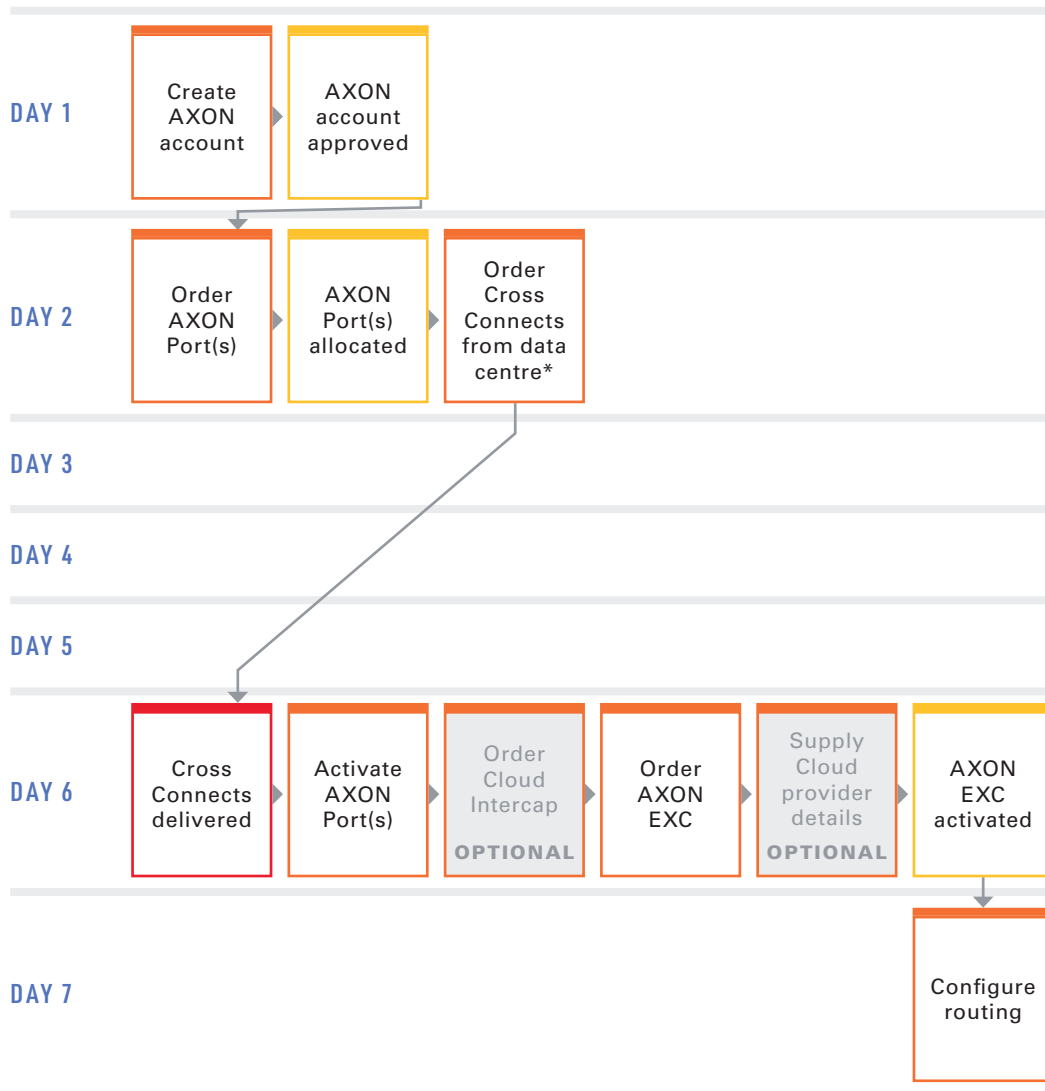 DAY 1
Create
AXON
account
AXON
account
approved
DAY 2
Order
AXON
Port(s)
AXON
Port(s)
allocated
Order
Cross
Connects
from data
centre*
DAY 3
DAY 4
DAY 5
DAY 6
Cross
Connects
delivered
Activate
AXON
Port(s)
Order
Cloud
Intercap
OPTIONAL
Order
AXON
EXC
Supply
Cloud
provider
details
OPTIONAL
AXON
EXC
activated
DAY 7
Configure
routing